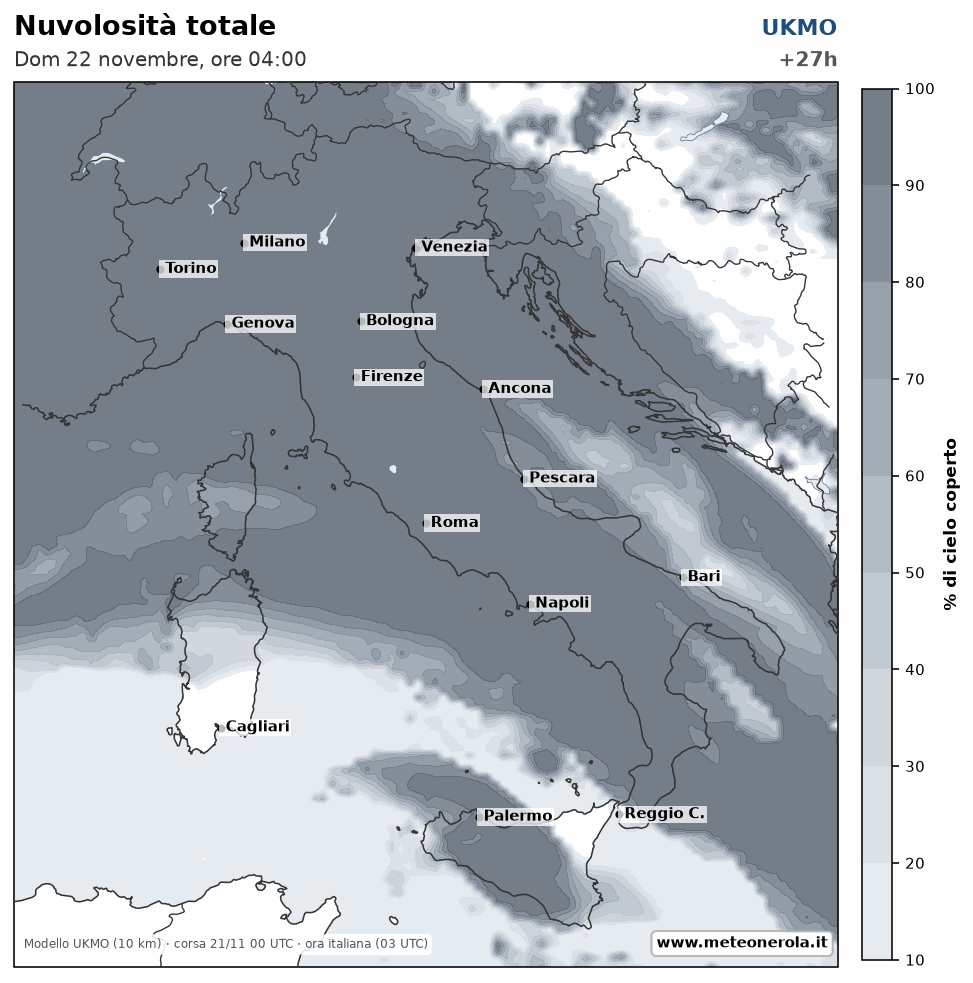 Nuvolosità totale
UKMO
Dom 22 novembre, ore 04:00
+27h
Milano
Venezia
Torino
Genova
Bologna
Firenze
Ancona
Pescara
Roma
Bari
Napoli
Cagliari
Palermo
Reggio C.
Modello UKMO (10 km) · corsa 21/11 00 UTC · ora italiana (03 UTC)
www.meteonerola.it
100
90
80
70
60
50
40
30
20
10
% di cielo coperto